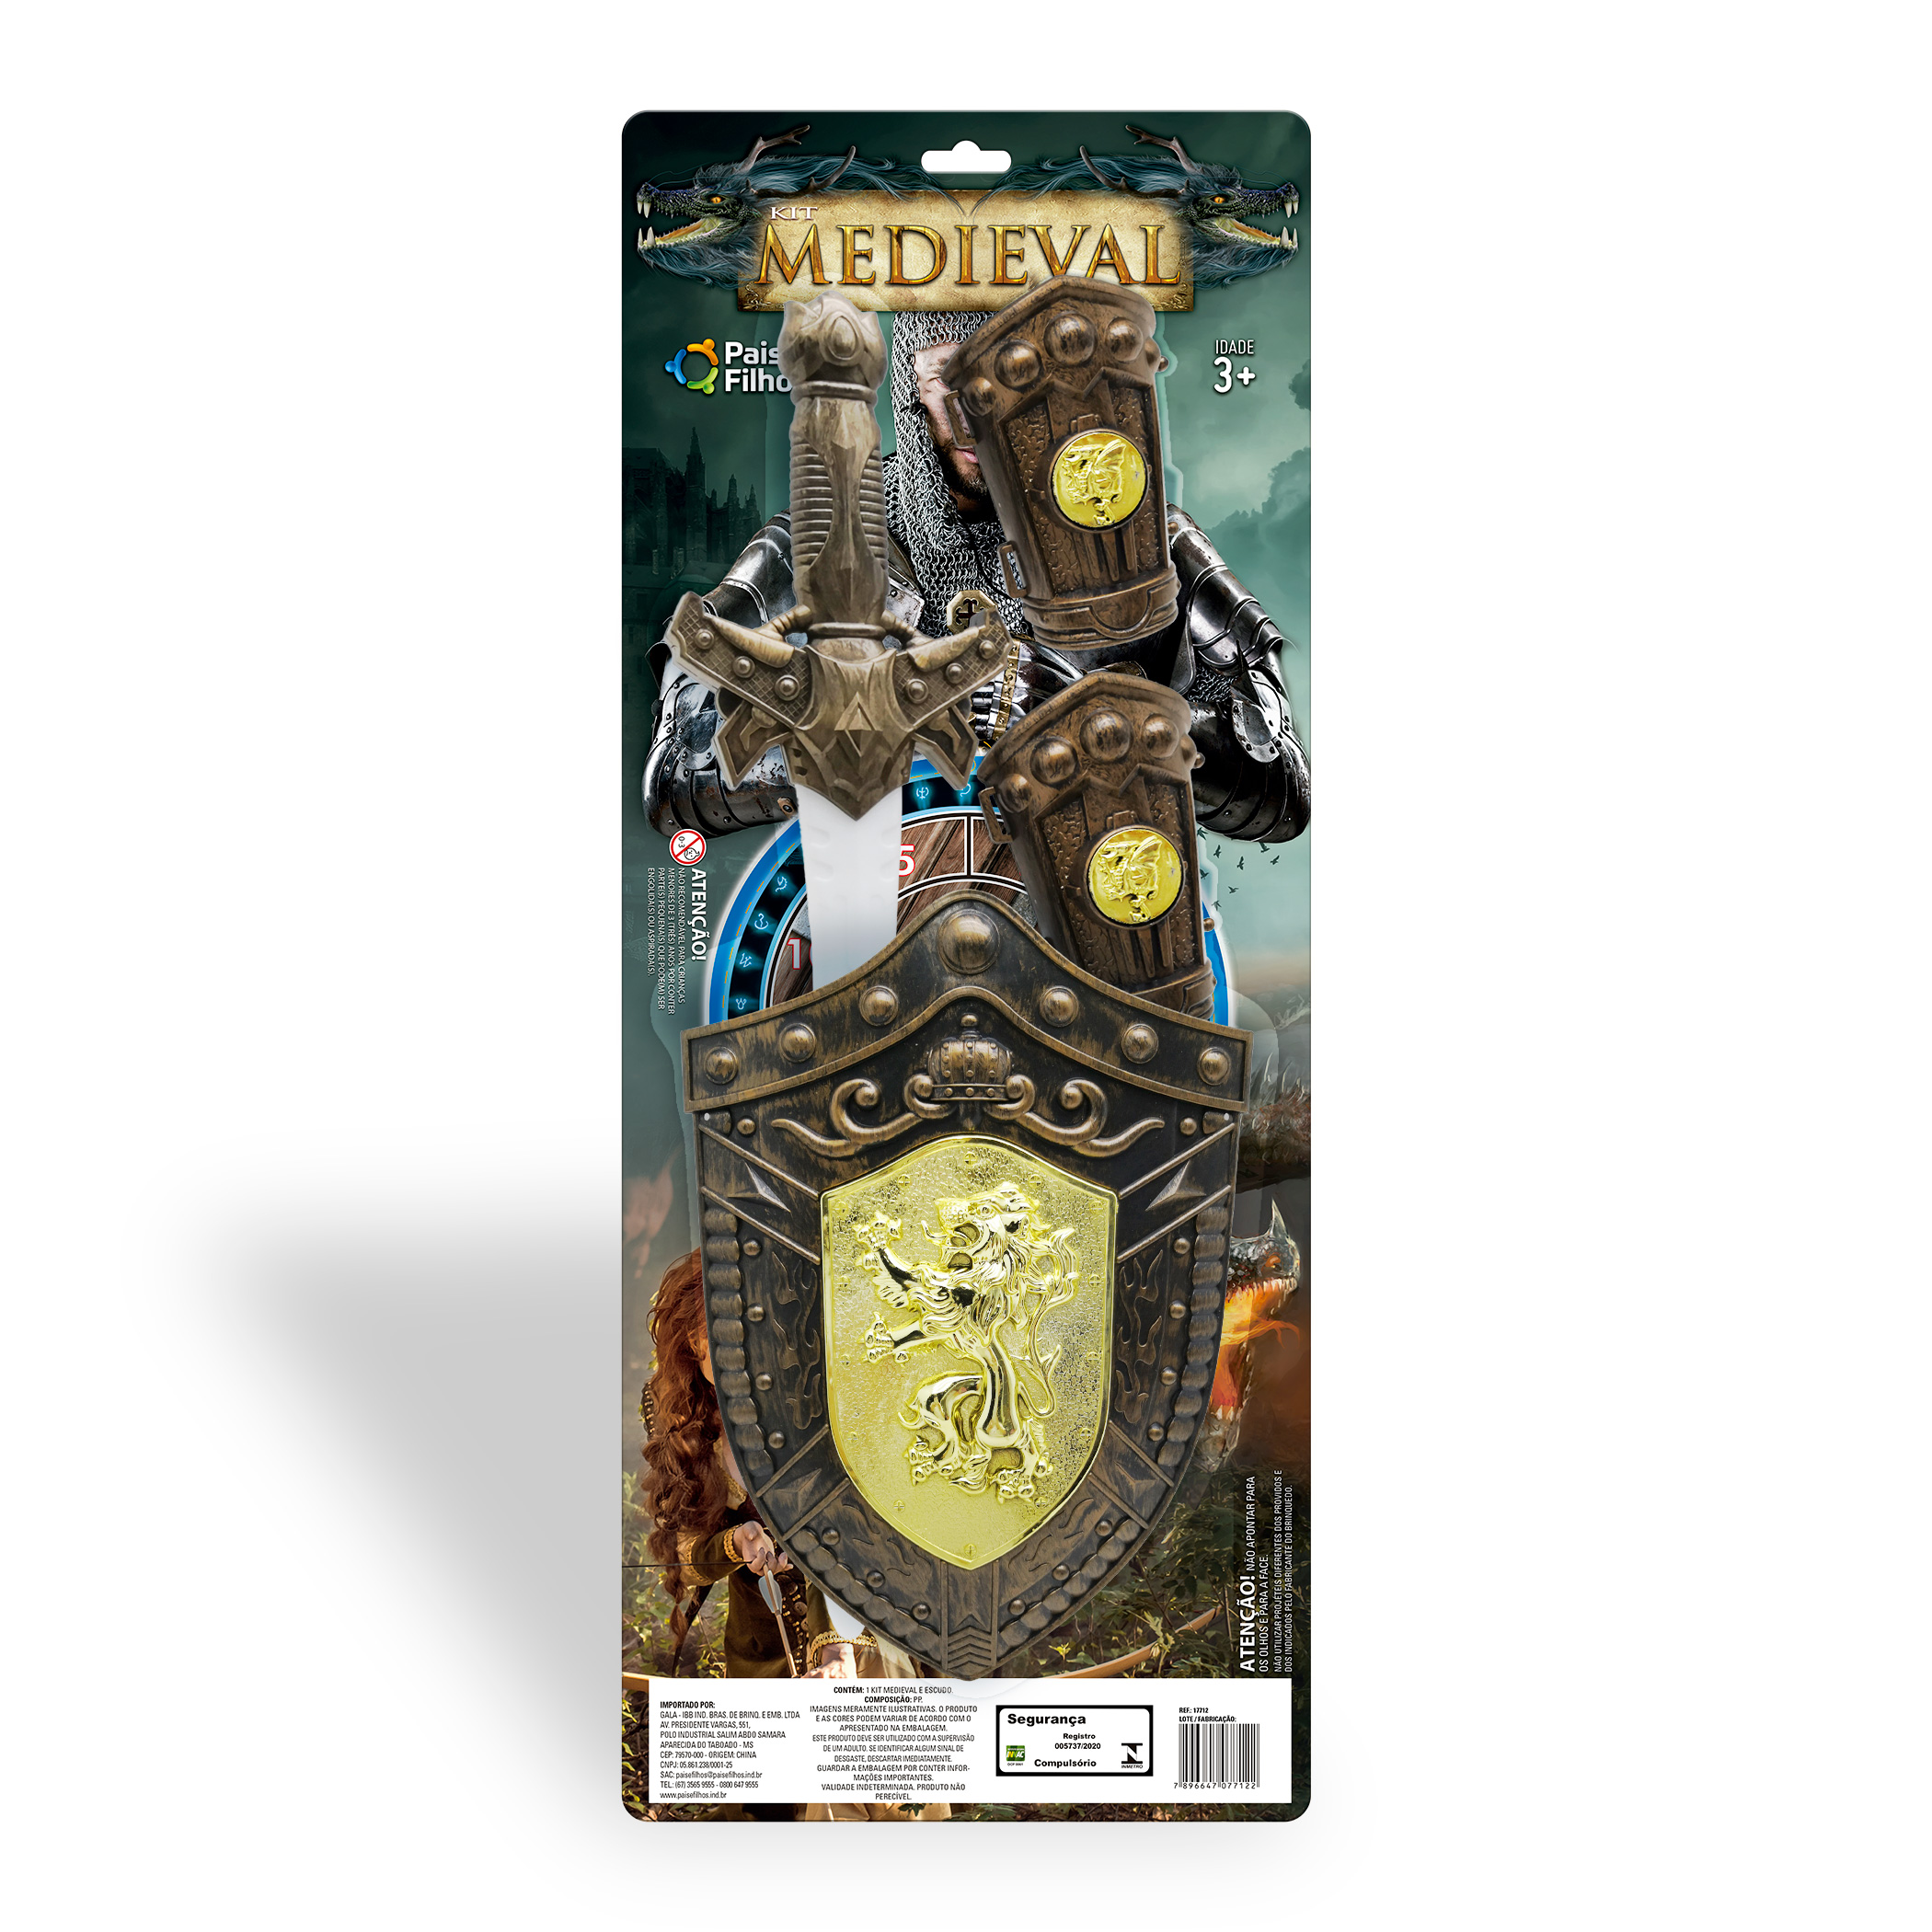 KIT
MEDIEVAL
Pais
Filho
IDADE
3+
5
1
0-3
ATENÇÃO!
NÃO RECOMENDÁVEL PARA CRIANÇAS
MENORES DE 3 (TRÊS) ANOS POR CONTER
PARTE(S) PEQUENA(S) QUE PODE(M) SER
ENGOLIDA(S) OU ASPIRADA(S).
ATENÇÃO! NÃO APONTAR PARA
OS OLHOS E PARA A FACE.
NÃO UTILIZAR PROJÉTEIS DIFERENTES DOS PROVIDOS E
DOS INDICADOS PELO FABRICANTE DO BRINQUEDO.
IMPORTADO POR:
GALA - IBB IND. BRAS. DE BRINQ. E EMB. LTDA
AV. PRESIDENTE VARGAS, 551,
POLO INDUSTRIAL SALIM ABDO SAMARA
APARECIDA DO TABOADO - MS
CEP: 79570-000 - ORIGEM: CHINA
CNPJ: 05.861.238/0001-25
SAC: paisefilhos@paisefilhos.ind.br
TEL.: (67) 3565 9555 - 0800 647 9555
www.paisefilhos.ind.br
CONTÉM: 1 KIT MEDIEVAL E ESCUDO.
COMPOSIÇÃO: PP.
IMAGENS MERAMENTE ILUSTRATIVAS. O PRODUTO
E AS CORES PODEM VARIAR DE ACORDO COM O
APRESENTADO NA EMBALAGEM.
ESTE PRODUTO DEVE SER UTILIZADO COM A SUPERVISÃO
DE UM ADULTO. SE IDENTIFICAR ALGUM SINAL DE
DESGASTE, DESCARTAR IMEDIATAMENTE.
GUARDAR A EMBALAGEM POR CONTER INFOR-
MAÇÕES IMPORTANTES.
VALIDADE INDETERMINADA. PRODUTO NÃO
PERECÍVEL.
Segurança
Registro
005737/2020
Compulsório
INMETRO
REF.: 17712
LOTE / FABRICAÇÃO:
7 896647 077122